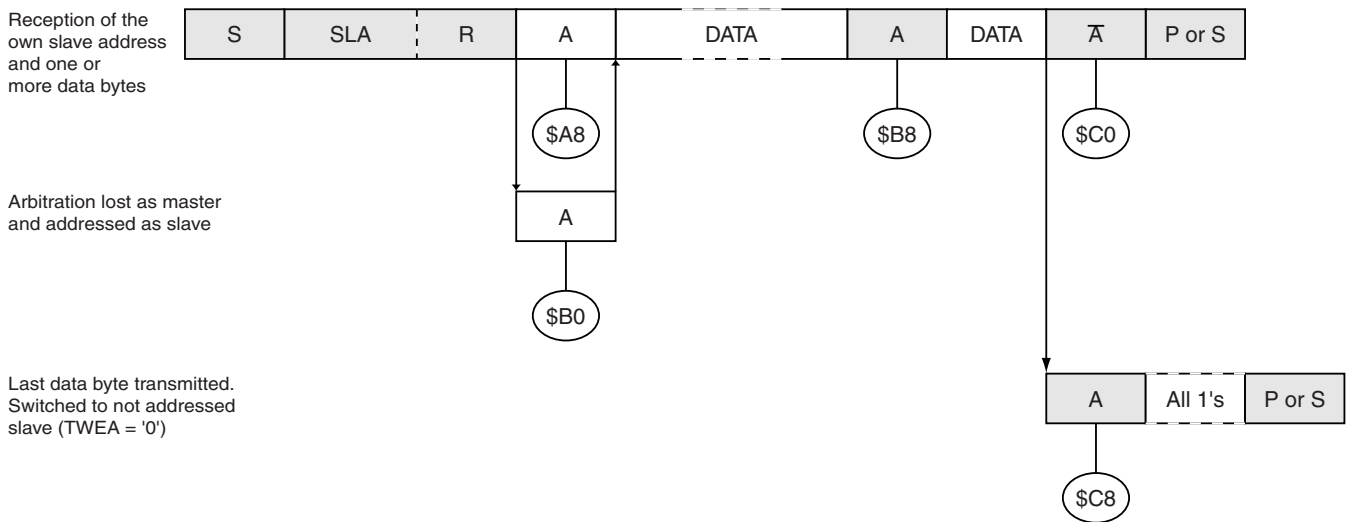 Reception of the
own slave address
and one or
more data bytes
S SLA R A DATA A DATA A̅ P or S
$A8 $B8 $C0
Arbitration lost as master
and addressed as slave
A
$B0
Last data byte transmitted.
Switched to not addressed
slave (TWEA = '0')
A All 1's P or S
$C8